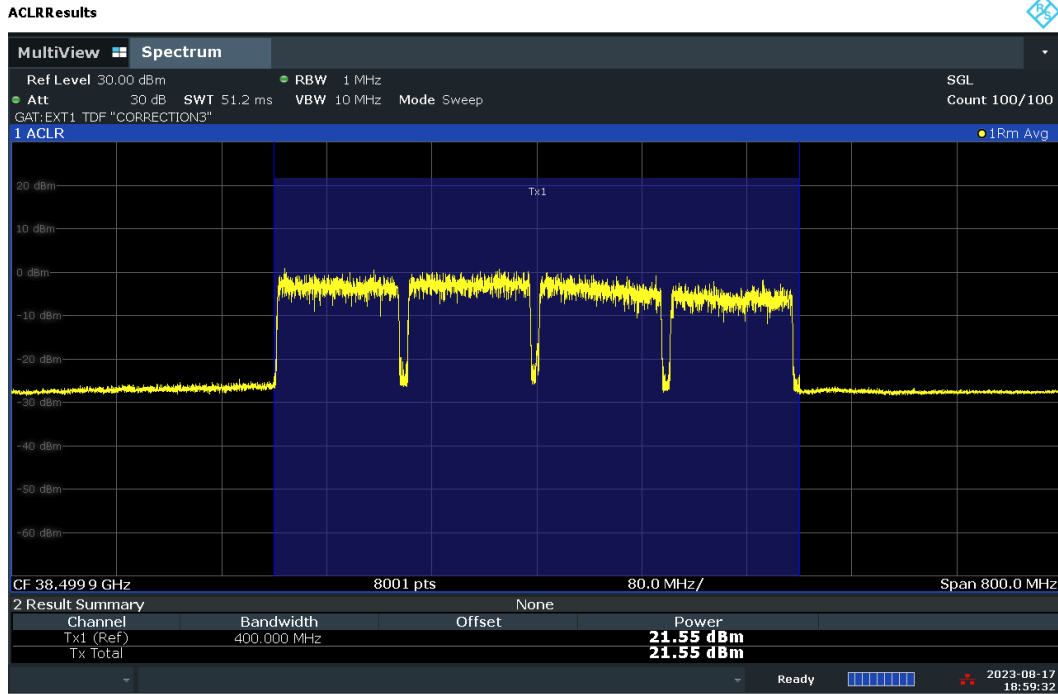 ACLRResults
R&S
MultiView Spectrum
Ref Level 30.00 dBm RBW 1 MHz SGL
Att 30 dB SWT 51.2 ms VBW 10 MHz Mode Sweep Count 100/100
GAT:EXT1 TDF "CORRECTION3"
1 ACLR 1Rm Avg
20 dBm
Tx1
10 dBm
0 dBm
-10 dBm
-20 dBm
-30 dBm
-40 dBm
-50 dBm
-60 dBm
CF 38.4999 GHz 8001 pts 80.0 MHz/ Span 800.0 MHz
2 Result Summary None
Channel Bandwidth Offset Power
Tx1 (Ref) 400.000 MHz 21.55 dBm
Tx Total 21.55 dBm
Ready 2023-08-17
18:59:32